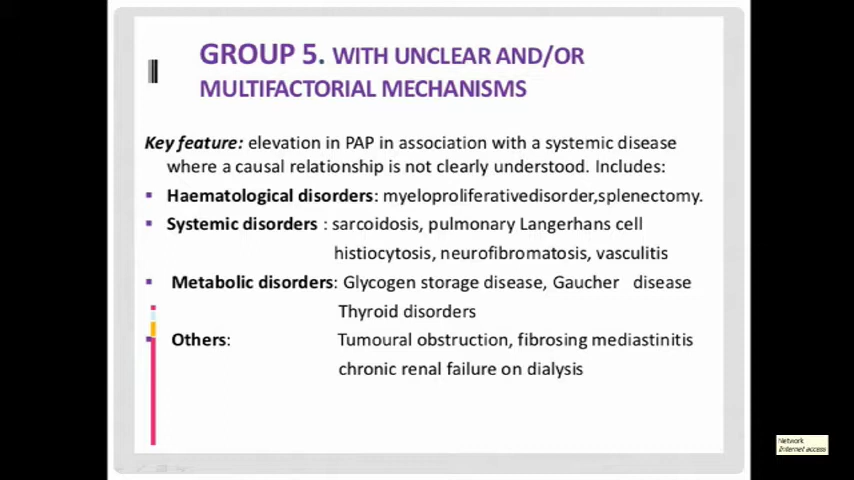 GROUP 5. WITH UNCLEAR AND/OR
MULTIFACTORIAL MECHANISMS
Key feature: elevation in PAP in association with a systemic disease
where a causal relationship is not clearly understood. Includes:
▪ Haematological disorders: myeloproliferativedisorder,splenectomy.
▪ Systemic disorders : sarcoidosis, pulmonary Langerhans cell
histiocytosis, neurofibromatosis, vasculitis
▪ Metabolic disorders: Glycogen storage disease, Gaucher disease
Thyroid disorders
▪ Others: Tumoural obstruction, fibrosing mediastinitis
chronic renal failure on dialysis
Network
Internet access